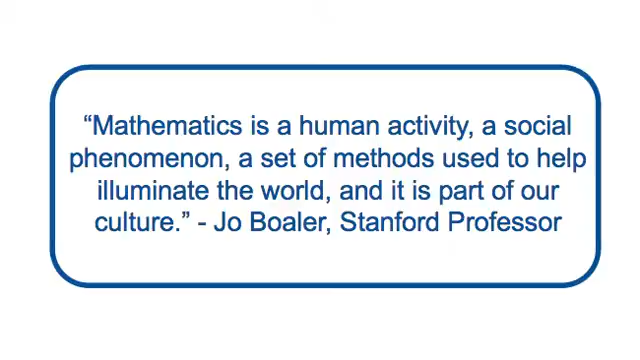 “Mathematics is a human activity, a social
phenomenon, a set of methods used to help
illuminate the world, and it is part of our
culture.” - Jo Boaler, Stanford Professor